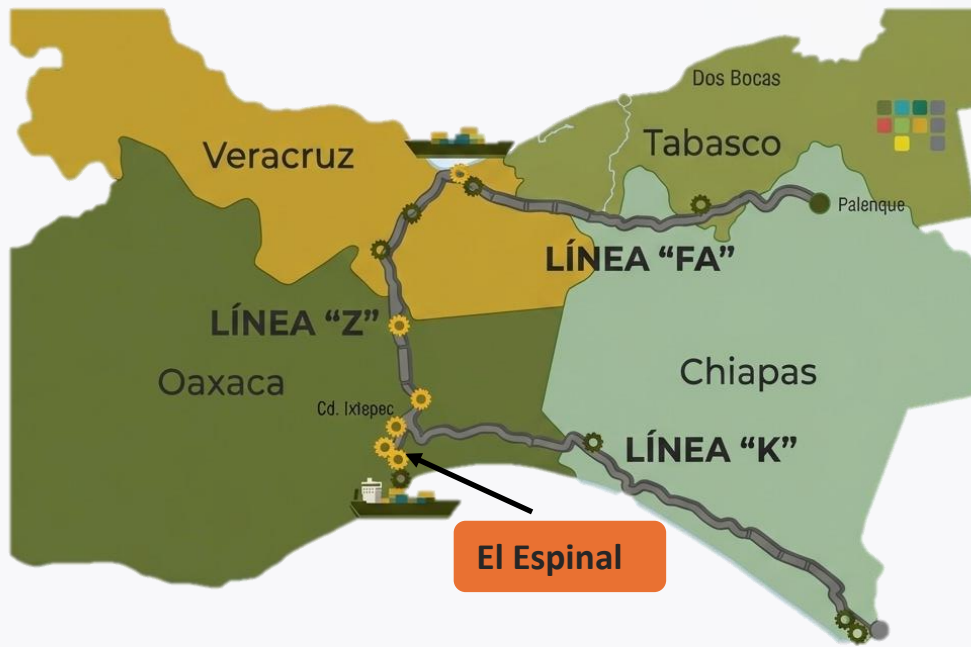 Dos Bocas
Veracruz
Tabasco
Palenque
LÍNEA “FA”
LÍNEA “Z”
Oaxaca
Chiapas
Cd. Ixtepec
LÍNEA “K”
El Espinal